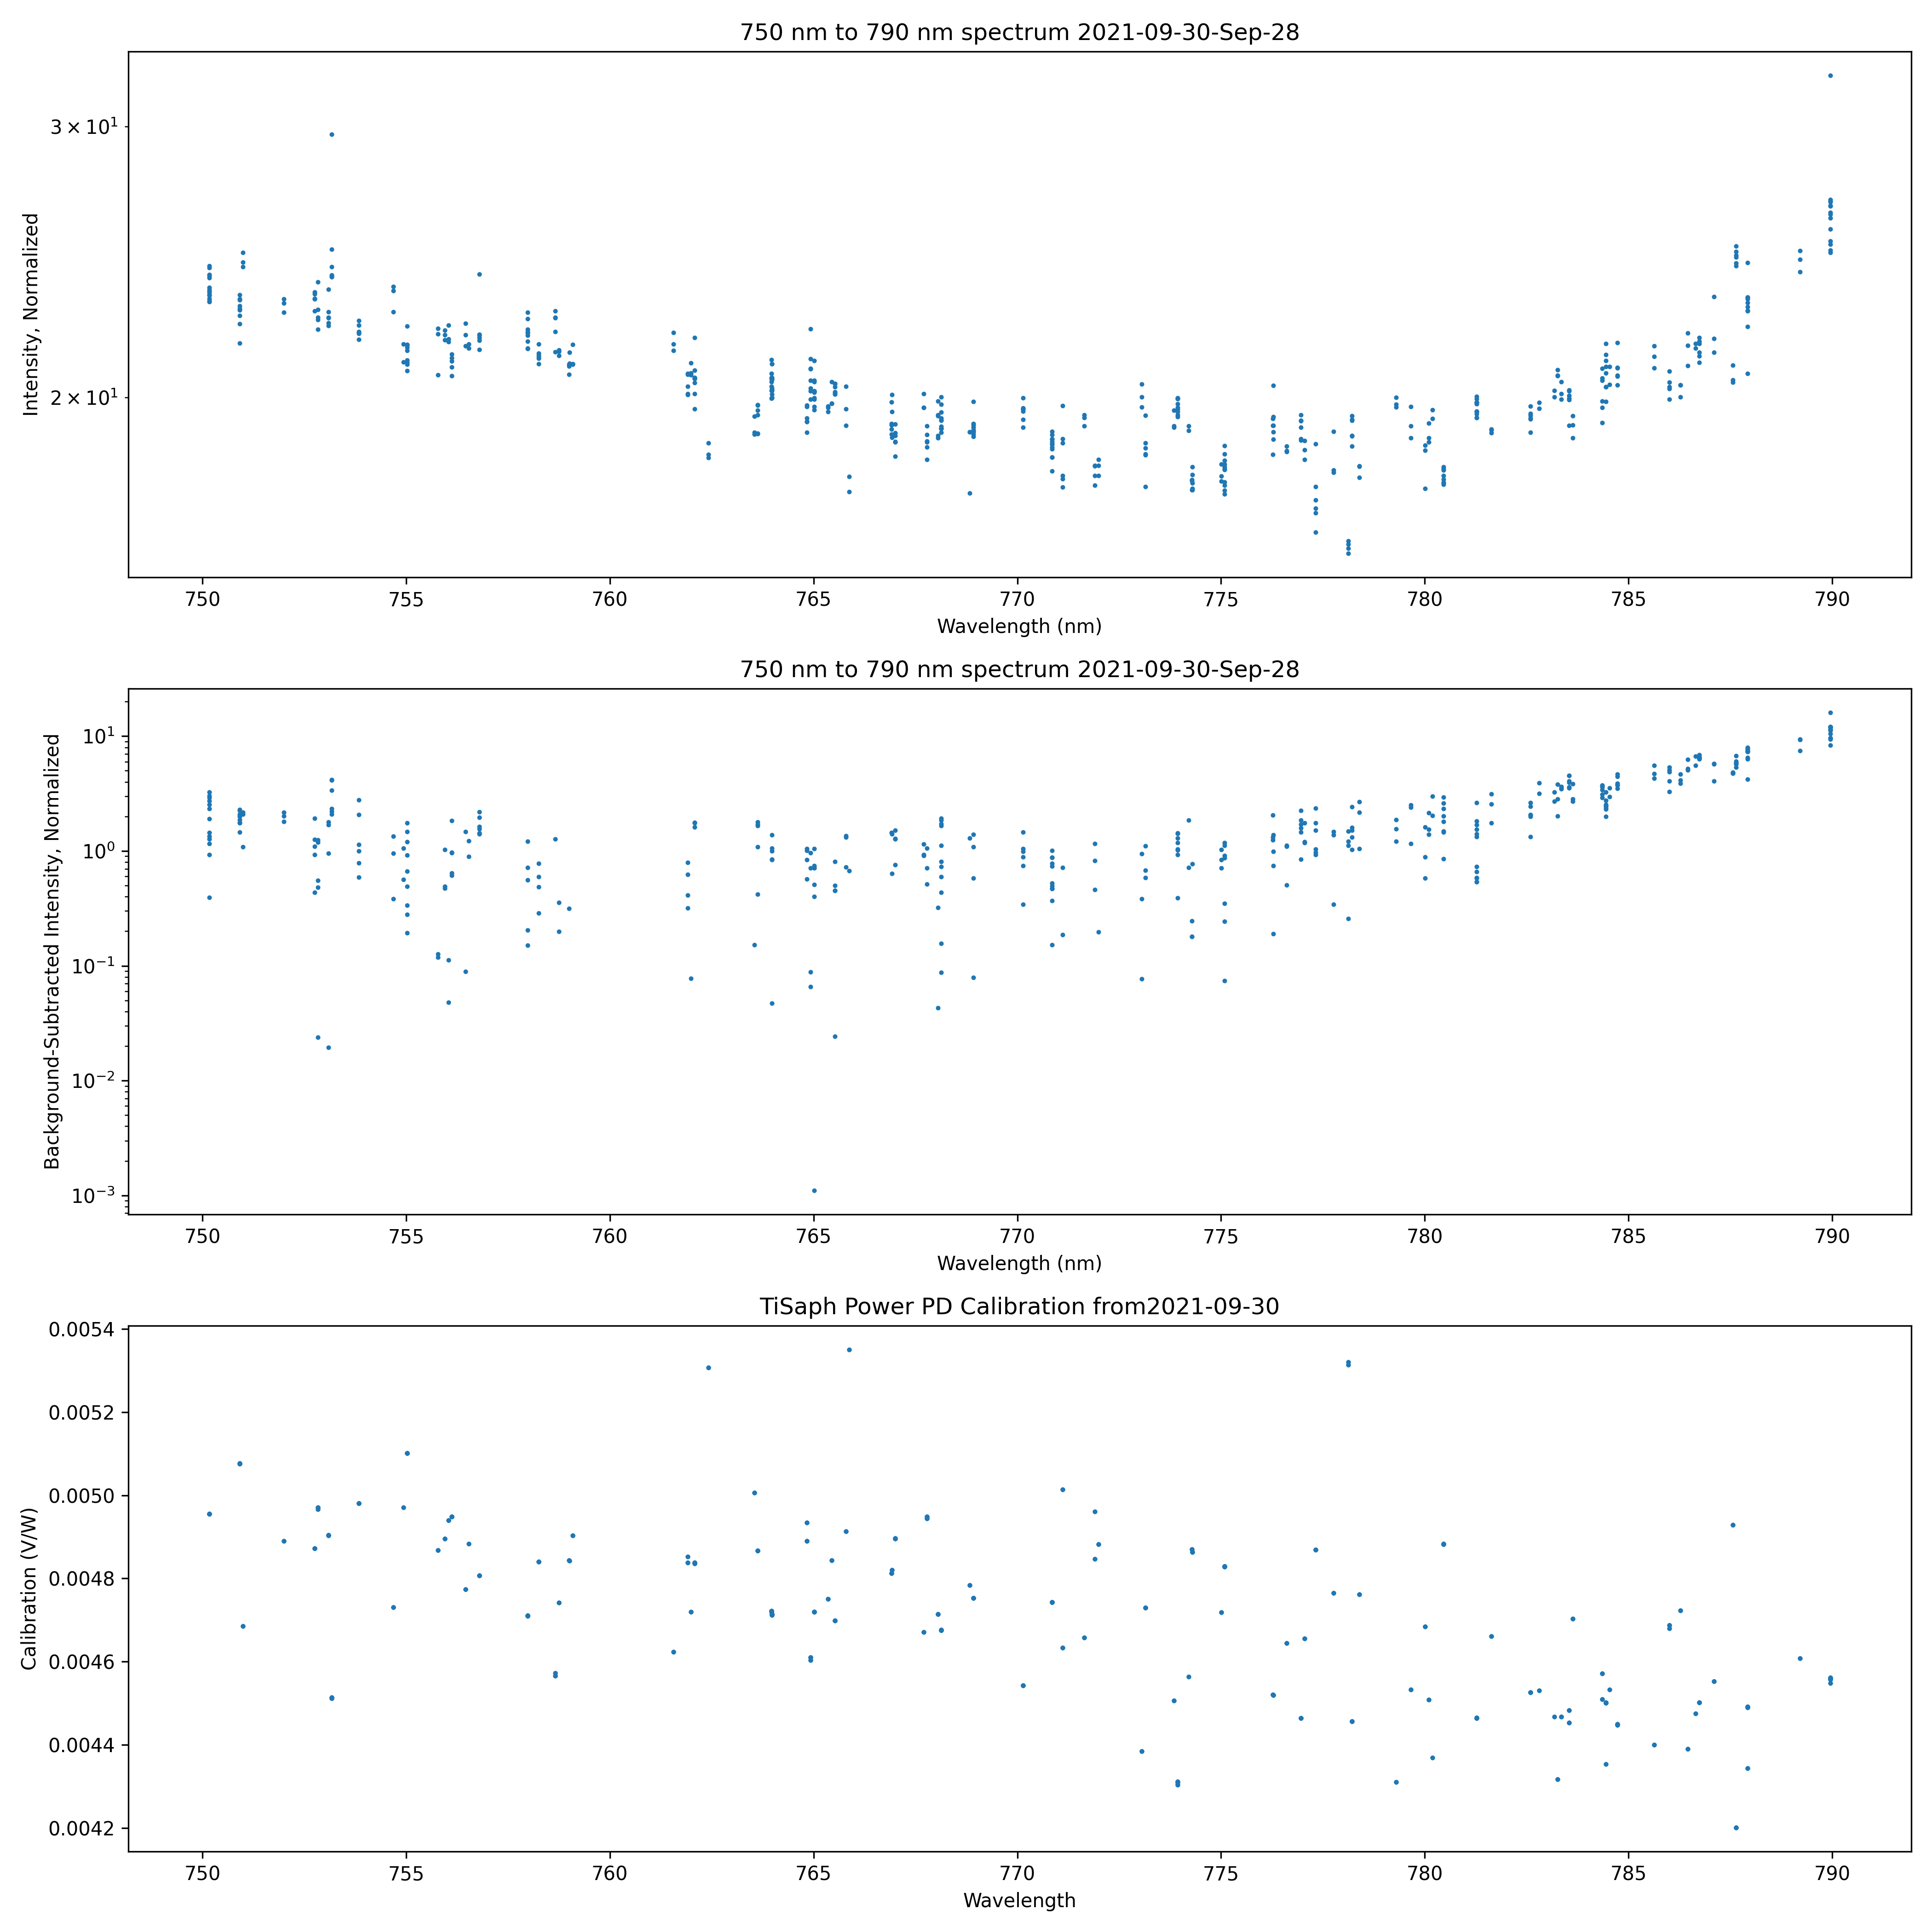 750 nm to 790 nm spectrum 2021-09-30-Sep-28
Intensity, Normalized
3 × 10¹
2 × 10¹
750 755 760 765 770 775 780 785 790
Wavelength (nm)
750 nm to 790 nm spectrum 2021-09-30-Sep-28
Background-Subtracted Intensity, Normalized
10¹
10⁰
10⁻¹
10⁻²
10⁻³
750 755 760 765 770 775 780 785 790
Wavelength (nm)
TiSaph Power PD Calibration from2021-09-30
Calibration (V/W)
0.0054
0.0052
0.0050
0.0048
0.0046
0.0044
0.0042
750 755 760 765 770 775 780 785 790
Wavelength